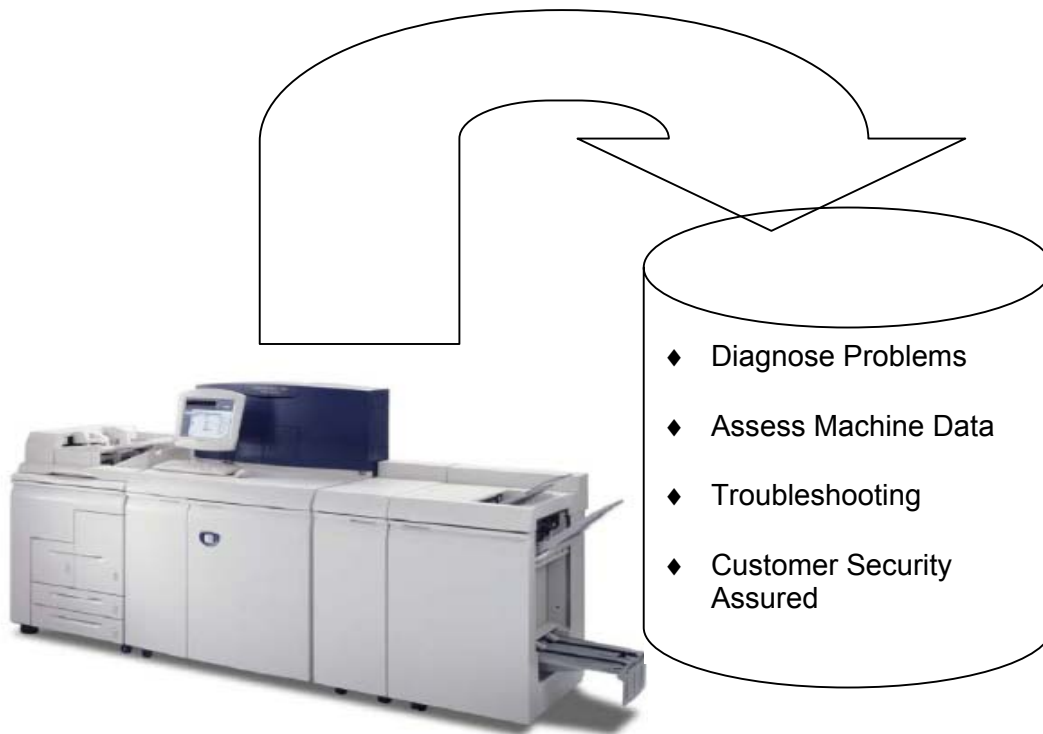 ♦ Diagnose Problems
♦ Assess Machine Data
♦ Troubleshooting
♦ Customer Security
Assured